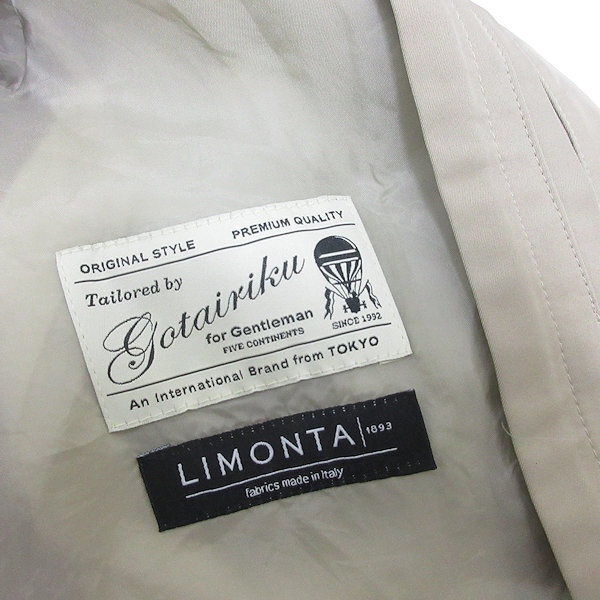 ORIGINAL STYLE PREMIUM QUALITY
Tailored by
Gotairiku
for Gentleman
FIVE CONTINENTS
SINCE 1992
An International Brand from TOKYO
LIMONTA 1893
fabrics made in Italy